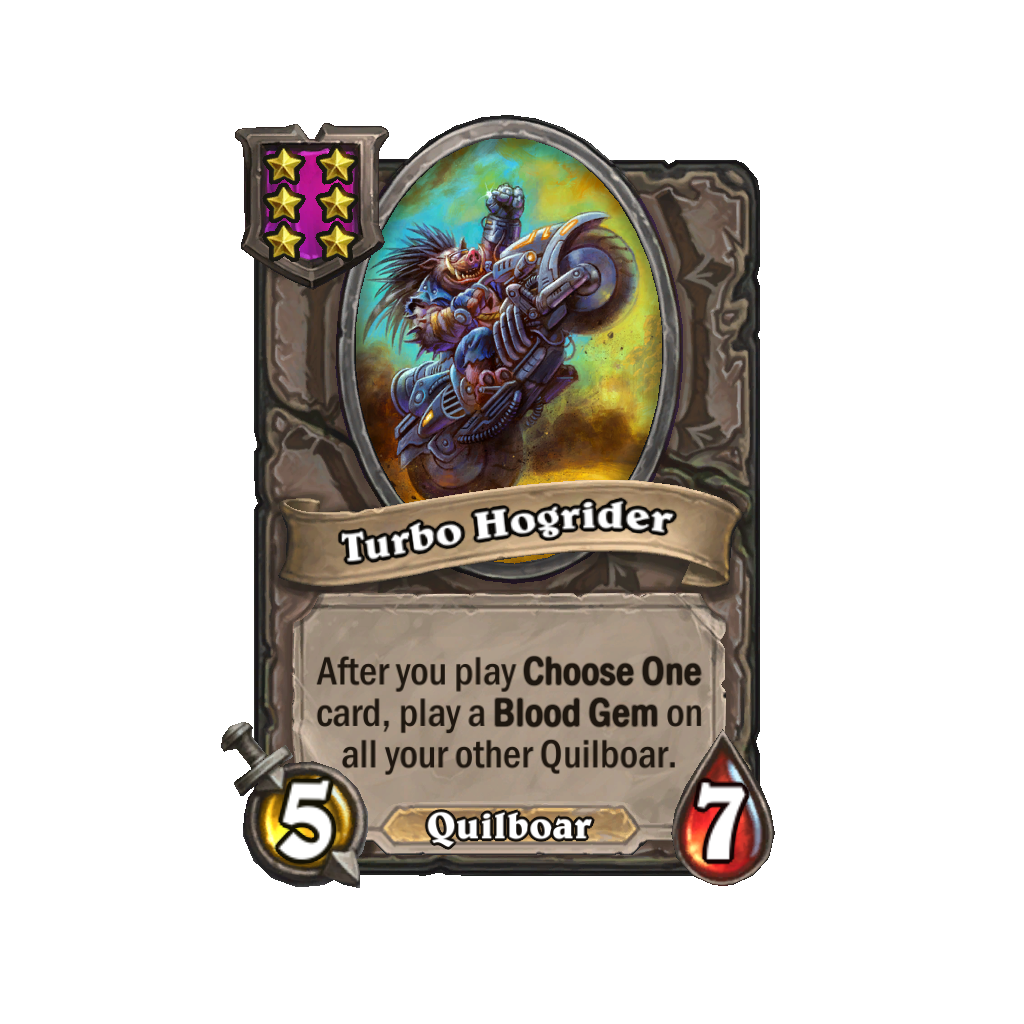 Turbo Hogrider
After you play Choose One
card, play a Blood Gem on
all your other Quilboar.
5
Quilboar
7